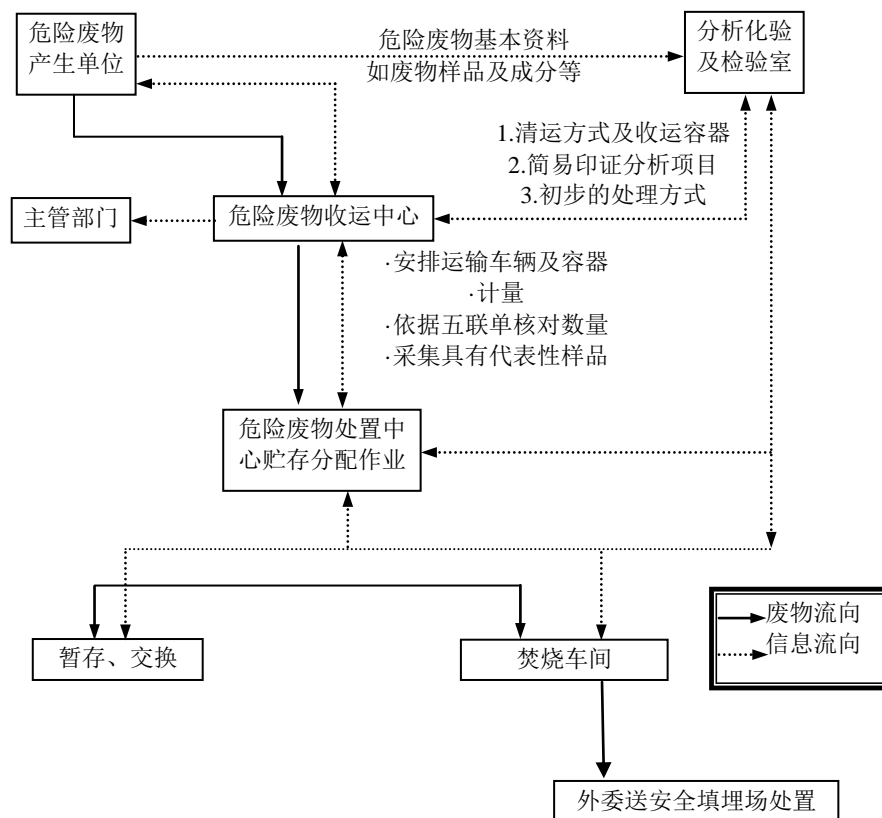 危险废物
产生单位
危险废物基本资料
如废物样品及成分等
分析化验
及检验室
1.清运方式及收运容器
2.简易印证分析项目
3.初步的处理方式
主管部门
危险废物收运中心
·安排运输车辆及容器
·计量
·依据五联单核对数量
·采集具有代表性样品
危险废物处置中
心贮存分配作业
废物流向
信息流向
暂存、交换
焚烧车间
外委送安全填埋场处置